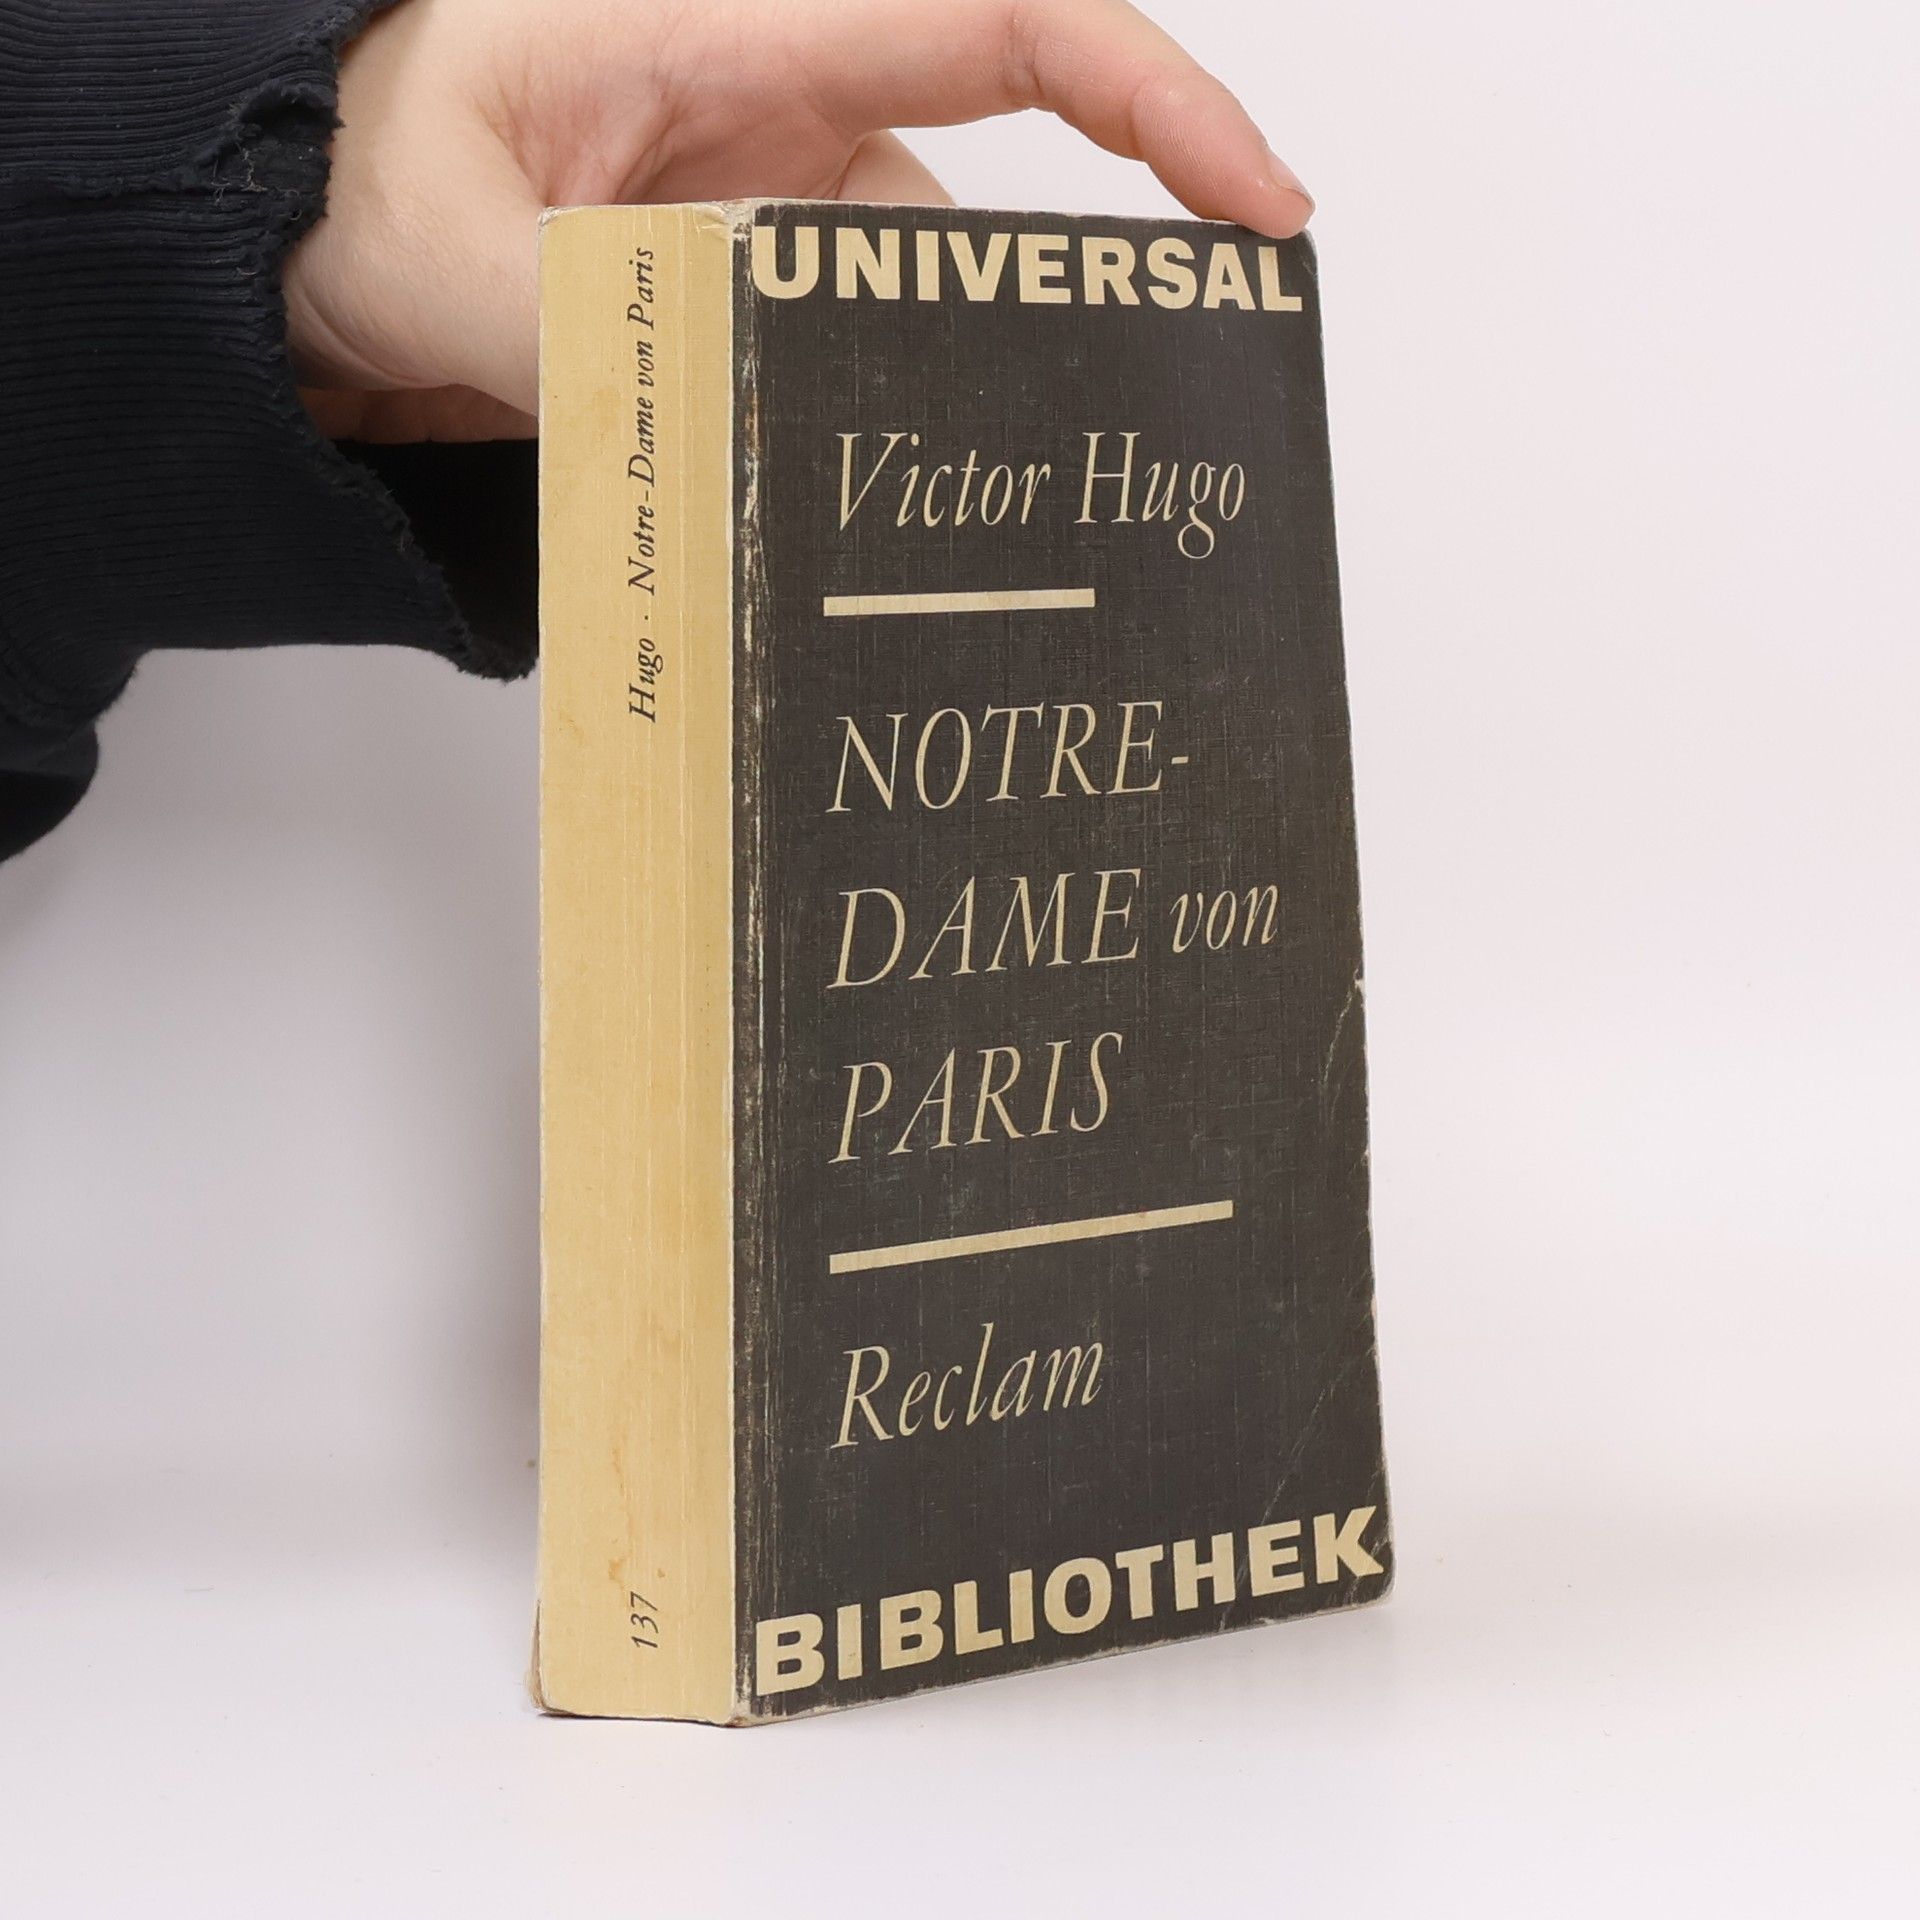 Hugo · Notre-Dame von Paris
137
UNIVERSAL
Victor Hugo
NOTRE-
DAME von
PARIS
Reclam
BIBLIOTHEK